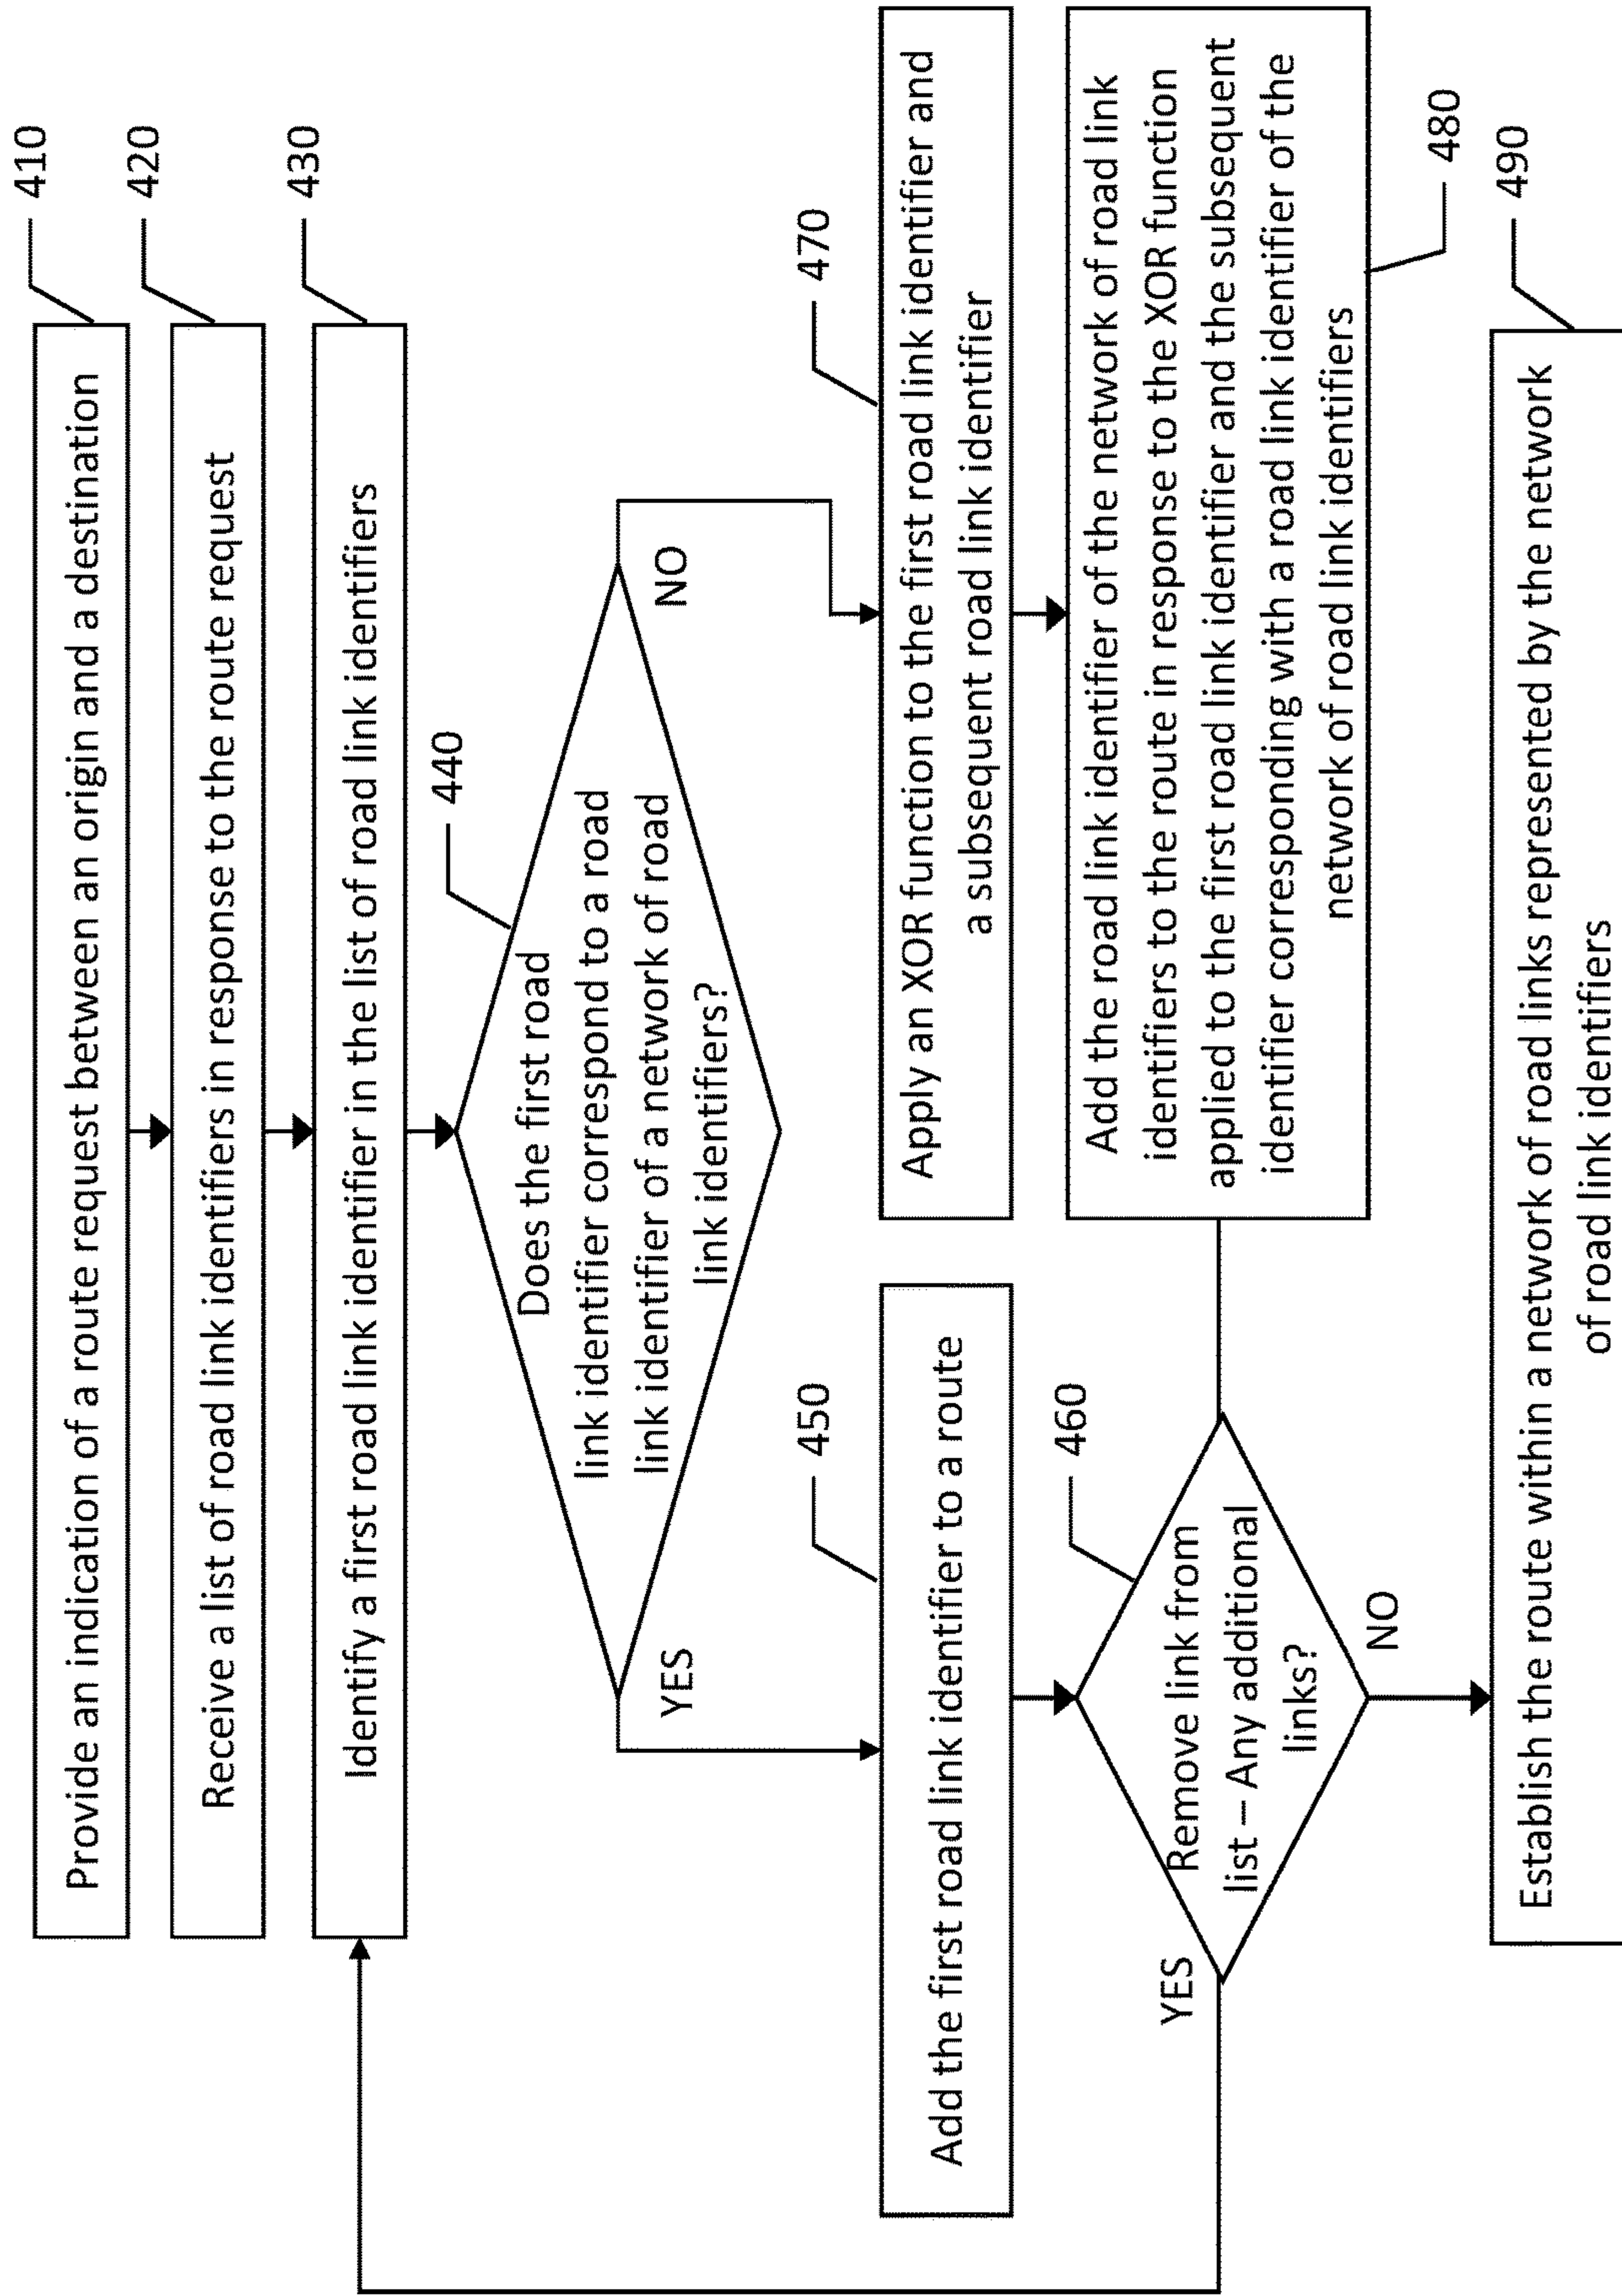 410
Provide an indication of a route request between an origin and a destination
420
Receive a list of road link identifiers in response to the route request
430
Identify a first road link identifier in the list of road link identifiers
440
Does the first road
link identifier correspond to a road
link identifier of a network of road
link identifiers?
YES
NO
450
Add the first road link identifier to a route
470
Apply an XOR function to the first road link identifier and
a subsequent road link identifier
460
Remove link from
list – Any additional
links?
YES
NO
Add the road link identifier of the network of road link
identifiers to the route in response to the XOR function
applied to the first road link identifier and the subsequent
identifier corresponding with a road link identifier of the
network of road link identifiers
480
490
Establish the route within a network of road links represented by the network
of road link identifiers